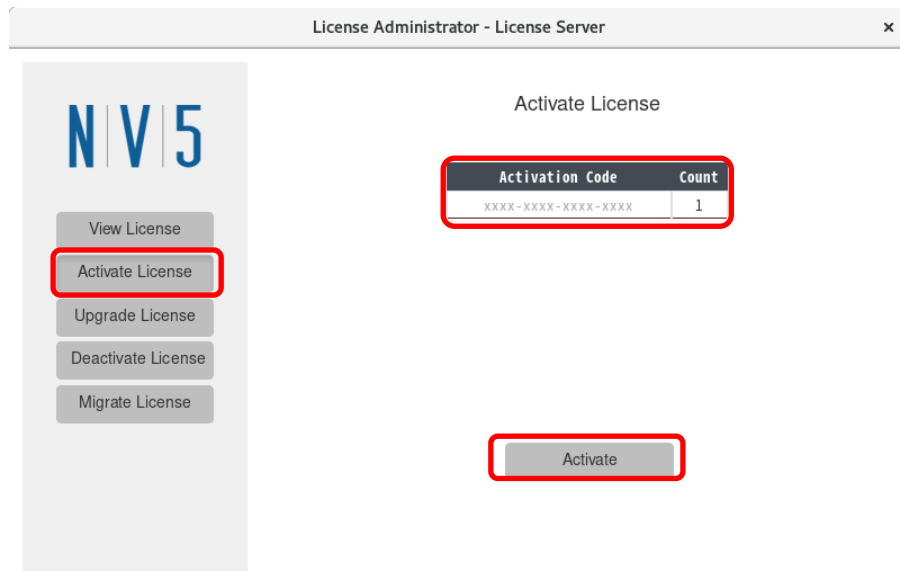 License Administrator - License Server ×
N|V|5
View License
Activate License
Upgrade License
Deactivate License
Migrate License
Activate License
Activation Code Count
xxxx-xxxx-xxxx-xxxx 1
Activate